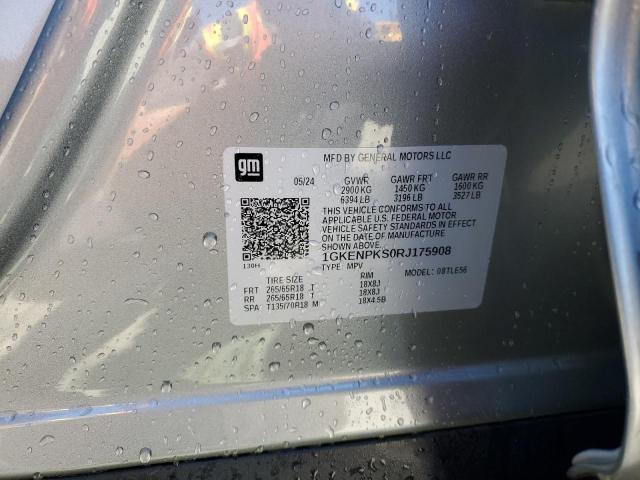 gm
MFD BY GENERAL MOTORS LLC
05/24 GVWR GAWR FRT GAWR RR
2900 KG 1450 KG 1600 KG
6394 LB 3196 LB 3527 LB
THIS VEHICLE CONFORMS TO ALL
APPLICABLE U.S. FEDERAL MOTOR
VEHICLE SAFETY STANDARDS IN EFFECT
ON THE DATE OF MANUFACTURE
SHOWN ABOVE.
130H 1GKENPKS0RJ175908
TYPE: MPV
TIRE SIZE RIM MODEL: 08TLE56
FRT 265/65R18 T 18X8J
RR 265/65R18 T 18X8J
SPA T135/70R18 M 18X4.5B